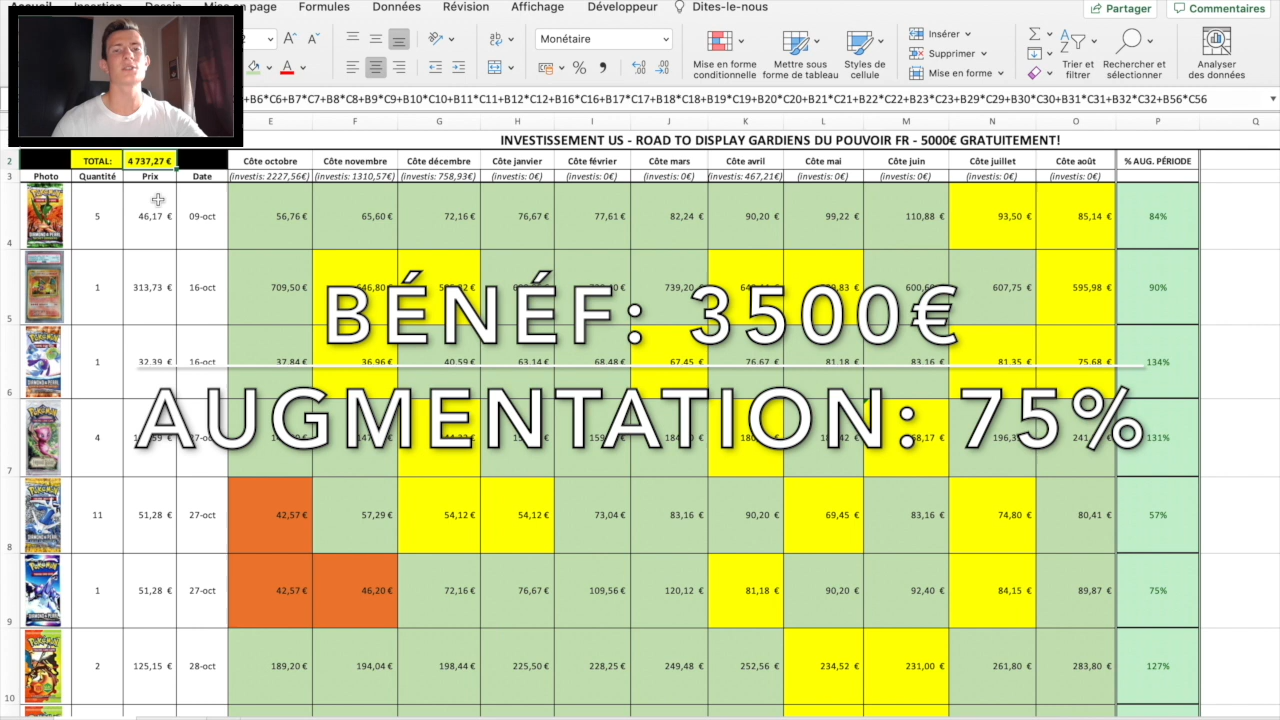 Accueil Insertion Dessin Mise en page Formules Données Révision Affichage Développeur Dites-le-nous Partager Commentaires
Monétaire
Mise en forme conditionnelle
Mettre sous forme de tableau
Styles de cellule
Insérer
Supprimer
Mise en forme
Trier et filtrer
Rechercher et sélectionner
Analyser des données
+B6*C6+B7*C7+B8*C8+B9*C9+B10*C10+B11*C11+B12*C12+B16*C16+B17*C17+B18*C18+B19*C19+B20*C20+B21*C21+B22*C22+B23*C23+B29*C29+B30*C30+B31*C31+B32*C32+B56*C56
E F G H I J K L M N O P Q
INVESTISSEMENT US - ROAD TO DISPLAY GARDIENS DU POUVOIR FR - 5000€ GRATUITEMENT!
2 TOTAL: 4 737,27 € Côte octobre Côte novembre Côte décembre Côte janvier Côte février Côte mars Côte avril Côte mai Côte juin Côte juillet Côte août % AUG. PÉRIODE
3 Photo Quantité Prix Date (investis: 2227,56€) (investis: 1310,57€) (investis: 758,93€) (investis: 0€) (investis: 0€) (investis: 0€) (investis: 467,21€) (investis: 0€) (investis: 0€) (investis: 0€) (investis: 0€)
4 5 46,17 € 09-oct 56,76 € 65,60 € 72,16 € 76,67 € 77,61 € 82,24 € 90,20 € 99,22 € 110,88 € 93,50 € 85,14 € 84%
5 1 313,73 € 16-oct 709,50 € 739,20 € 607,75 € 595,98 € 90%
BÉNÉF: 3500€
6 1 32,39 € 16-oct 37,84 € 36,96 € 40,59 € 63,14 € 68,48 € 67,45 € 76,67 € 81,18 € 83,16 € 81,35 € 75,68 € 134%
AUGMENTATION: 75%
7 4 131%
8 11 51,28 € 27-oct 42,57 € 57,29 € 54,12 € 54,12 € 73,04 € 83,16 € 90,20 € 69,45 € 83,16 € 74,80 € 80,41 € 57%
9 1 51,28 € 27-oct 42,57 € 46,20 € 72,16 € 76,67 € 109,56 € 120,12 € 81,18 € 90,20 € 92,40 € 84,15 € 89,87 € 75%
10 2 125,15 € 28-oct 189,20 € 194,04 € 198,44 € 225,50 € 228,25 € 249,48 € 252,56 € 234,52 € 231,00 € 261,80 € 283,80 € 127%